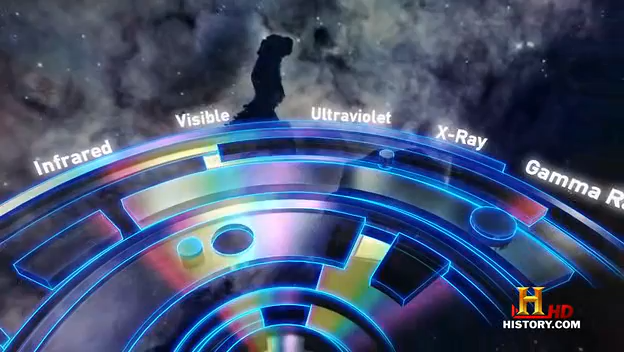 Infrared
Visible
Ultraviolet
X-Ray
Gamma Ra
H HD
HISTORY.COM